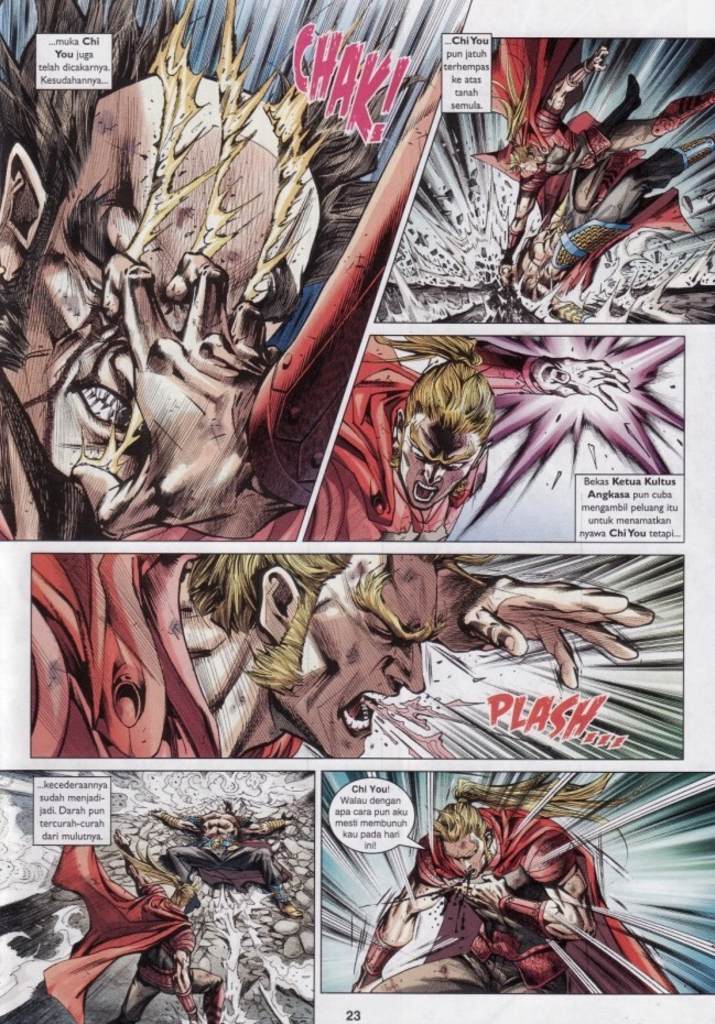 ...muka Chi
You juga
telah dicakarnya.
Kesudahannya...
CHAK!
...Chi You
pun jatuh
terhempas
ke atas
tanah
semula.
Bekas Ketua Kultus
Angkasa pun cuba
mengambil peluang itu
untuk menamatkan
nyawa Chi You tetapi...
PLASH...
...kecederaannya
sudah menjadi-
jadi. Darah pun
tercurah-curah
dari mulutnya.
Chi You!
Walau dengan
apa cara pun aku
mesti membunuh
kau pada hari
ini!
23